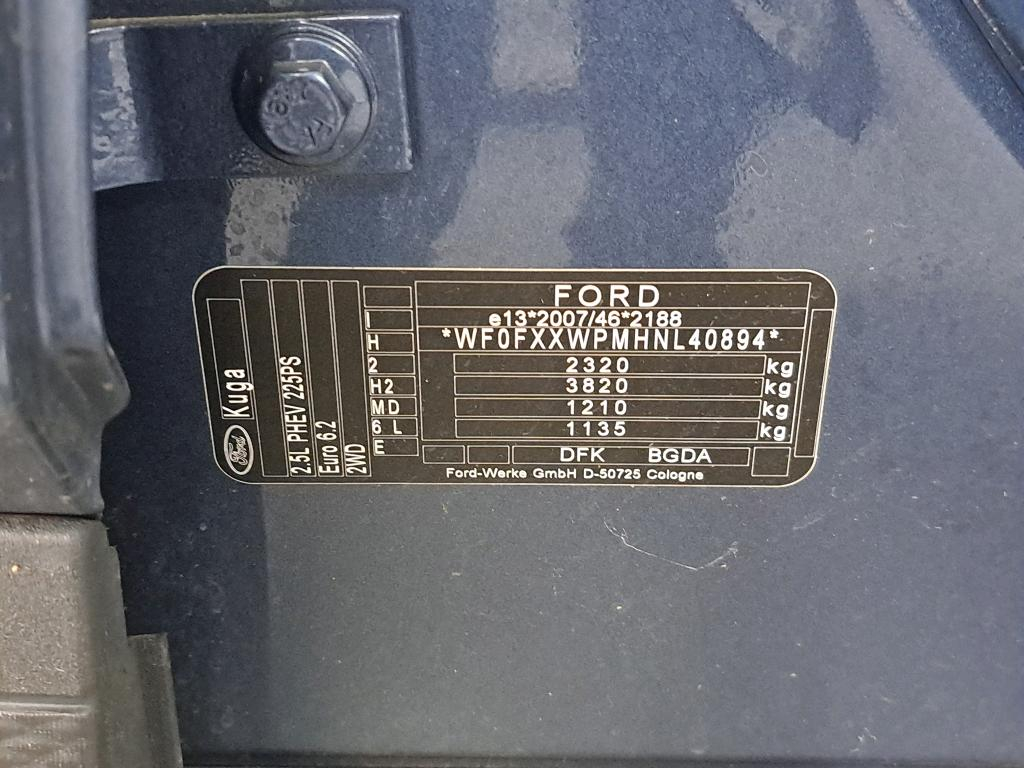 FORD
e13*2007/46*2188
*WF0FXXWPMHNL40894*
2320 kg
3820 kg
1210 kg
1135 kg
DFK BGDA
Ford-Werke GmbH D-50725 Cologne
I
H
2
H2
MD
6 L
E
Ford Kuga
2.5L PHEV 225PS
Euro 6.2
2WD